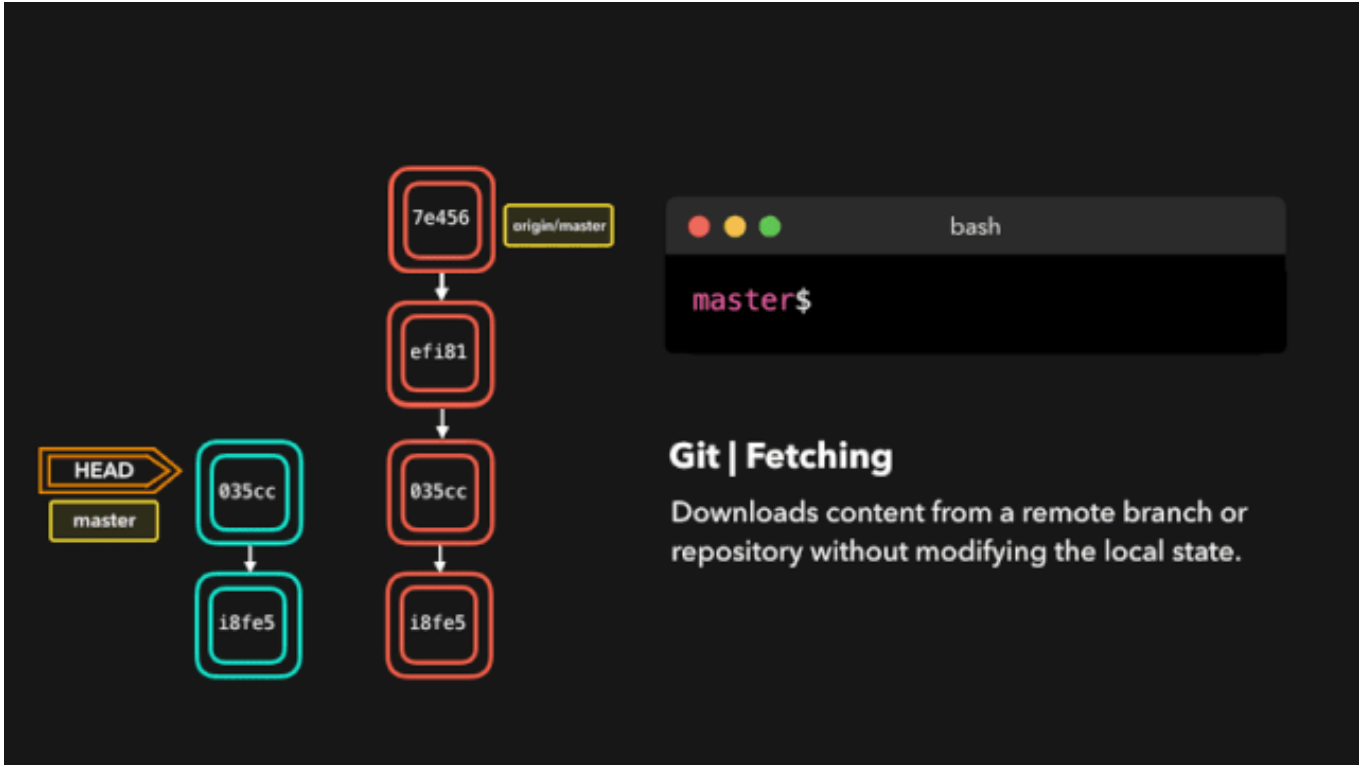 7e456
origin/master
efi81
HEAD
master
035cc
035cc
i8fe5
i8fe5
bash
master$
Git | Fetching
Downloads content from a remote branch or
repository without modifying the local state.